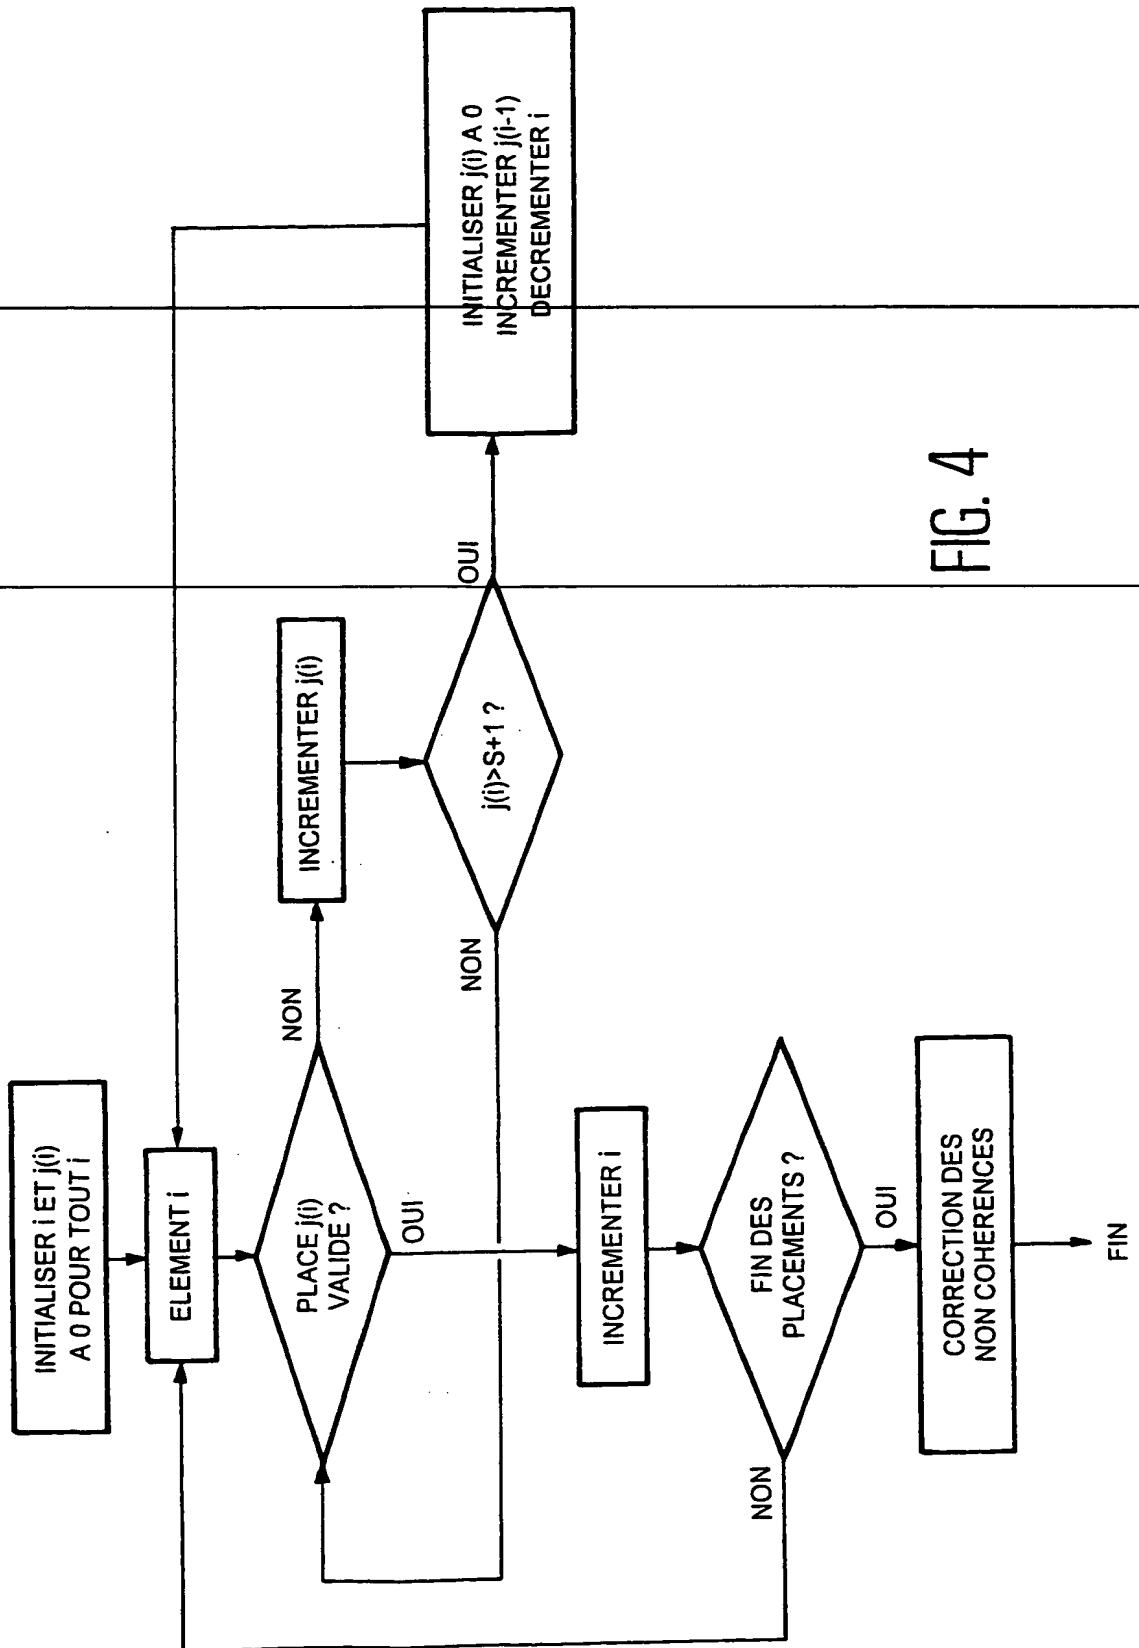 INITIALISER i ET j(i)
A 0 POUR TOUT i
ELEMENT i
PLACE j(i)
VALIDE ?
NON
INCREMENTER j(i)
j(i)>S+1 ?
OUI
INITIALISER j(i) A 0
INCREMENTER j(i-1)
DECREMENTER i
NON
OUI
INCREMENTER i
FIN DES
PLACEMENTS ?
NON
OUI
CORRECTION DES
NON COHERENCES
FIN
FIG. 4